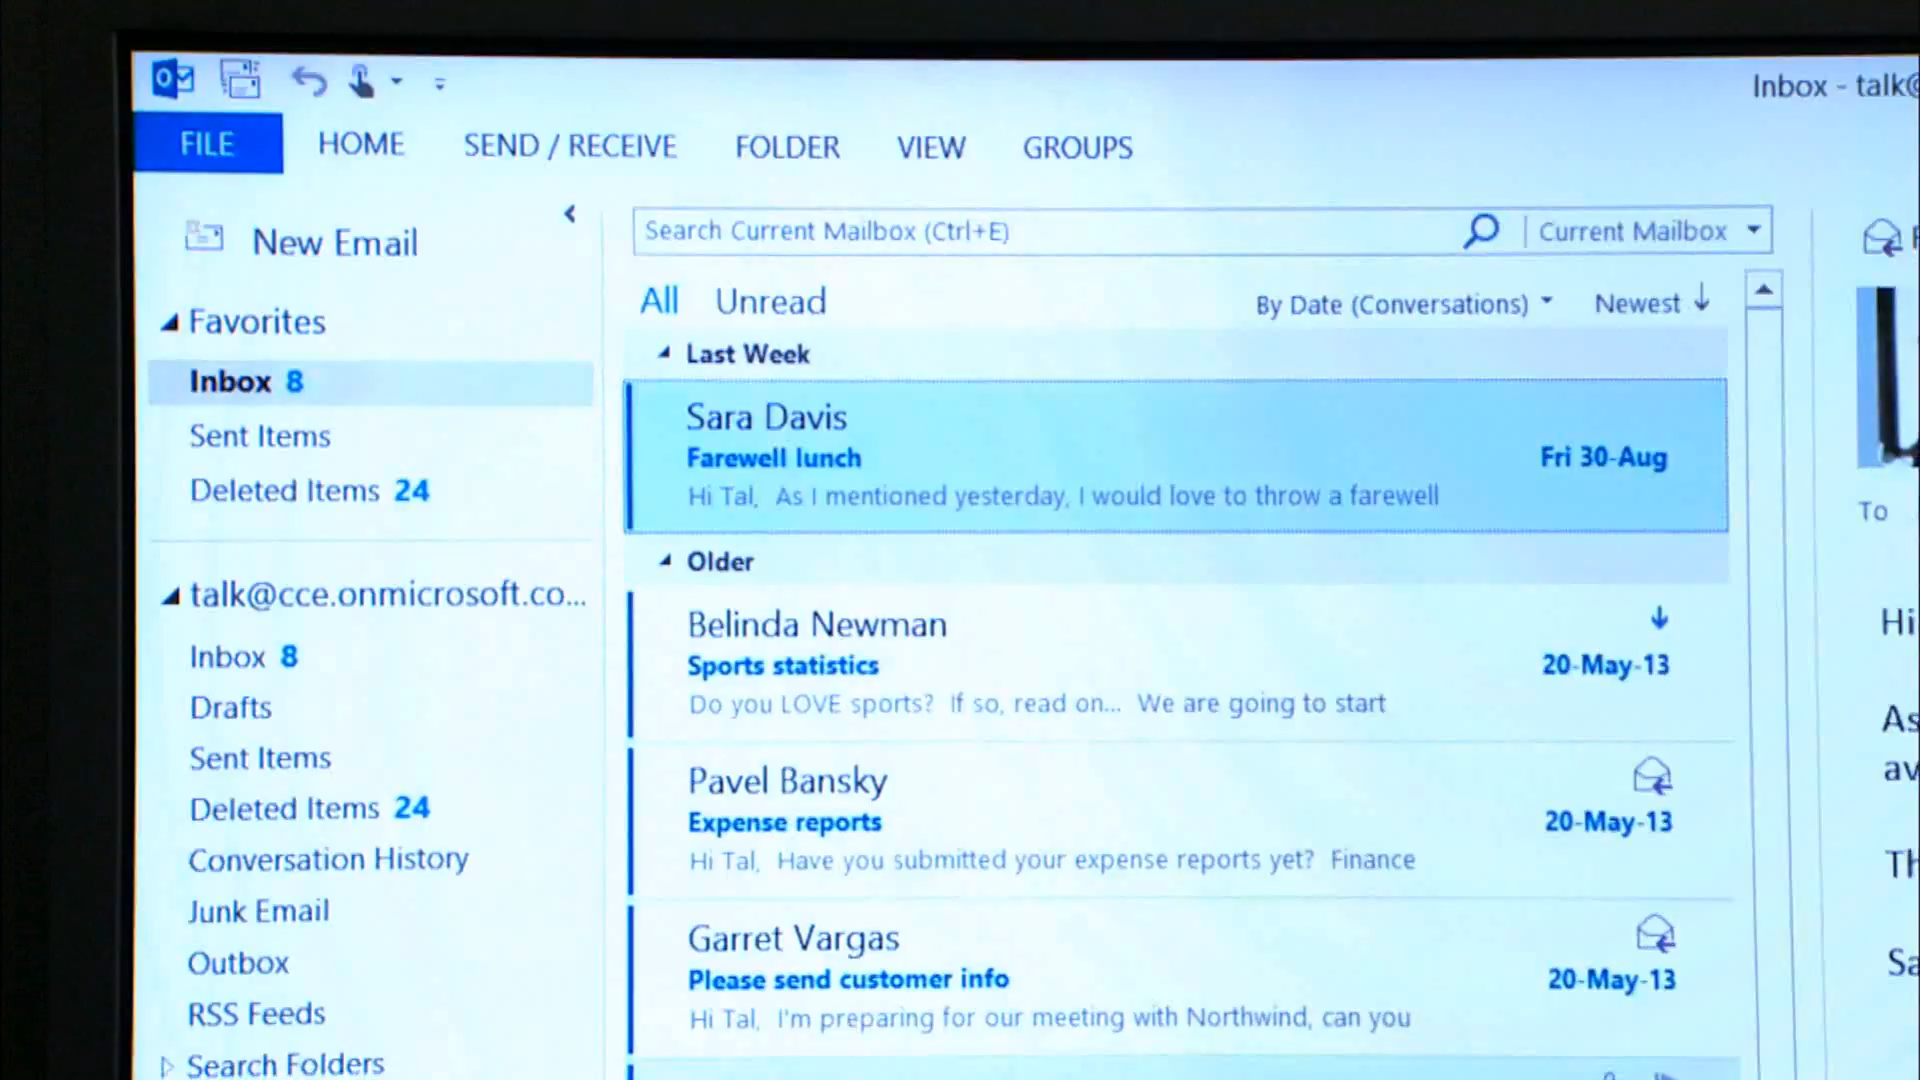 Inbox - talk@
FILE HOME SEND / RECEIVE FOLDER VIEW GROUPS
New Email
Search Current Mailbox (Ctrl+E) Current Mailbox
All Unread By Date (Conversations) Newest
Favorites
Inbox 8
Sent Items
Deleted Items 24
talk@cce.onmicrosoft.co...
Inbox 8
Drafts
Sent Items
Deleted Items 24
Conversation History
Junk Email
Outbox
RSS Feeds
Search Folders
Last Week
Sara Davis
Farewell lunch Fri 30-Aug
Hi Tal, As I mentioned yesterday, I would love to throw a farewell
Older
Belinda Newman
Sports statistics 20-May-13
Do you LOVE sports? If so, read on... We are going to start
Pavel Bansky
Expense reports 20-May-13
Hi Tal, Have you submitted your expense reports yet? Finance
Garret Vargas
Please send customer info 20-May-13
Hi Tal, I'm preparing for our meeting with Northwind, can you
To
Hi
As
av
Th
Sa